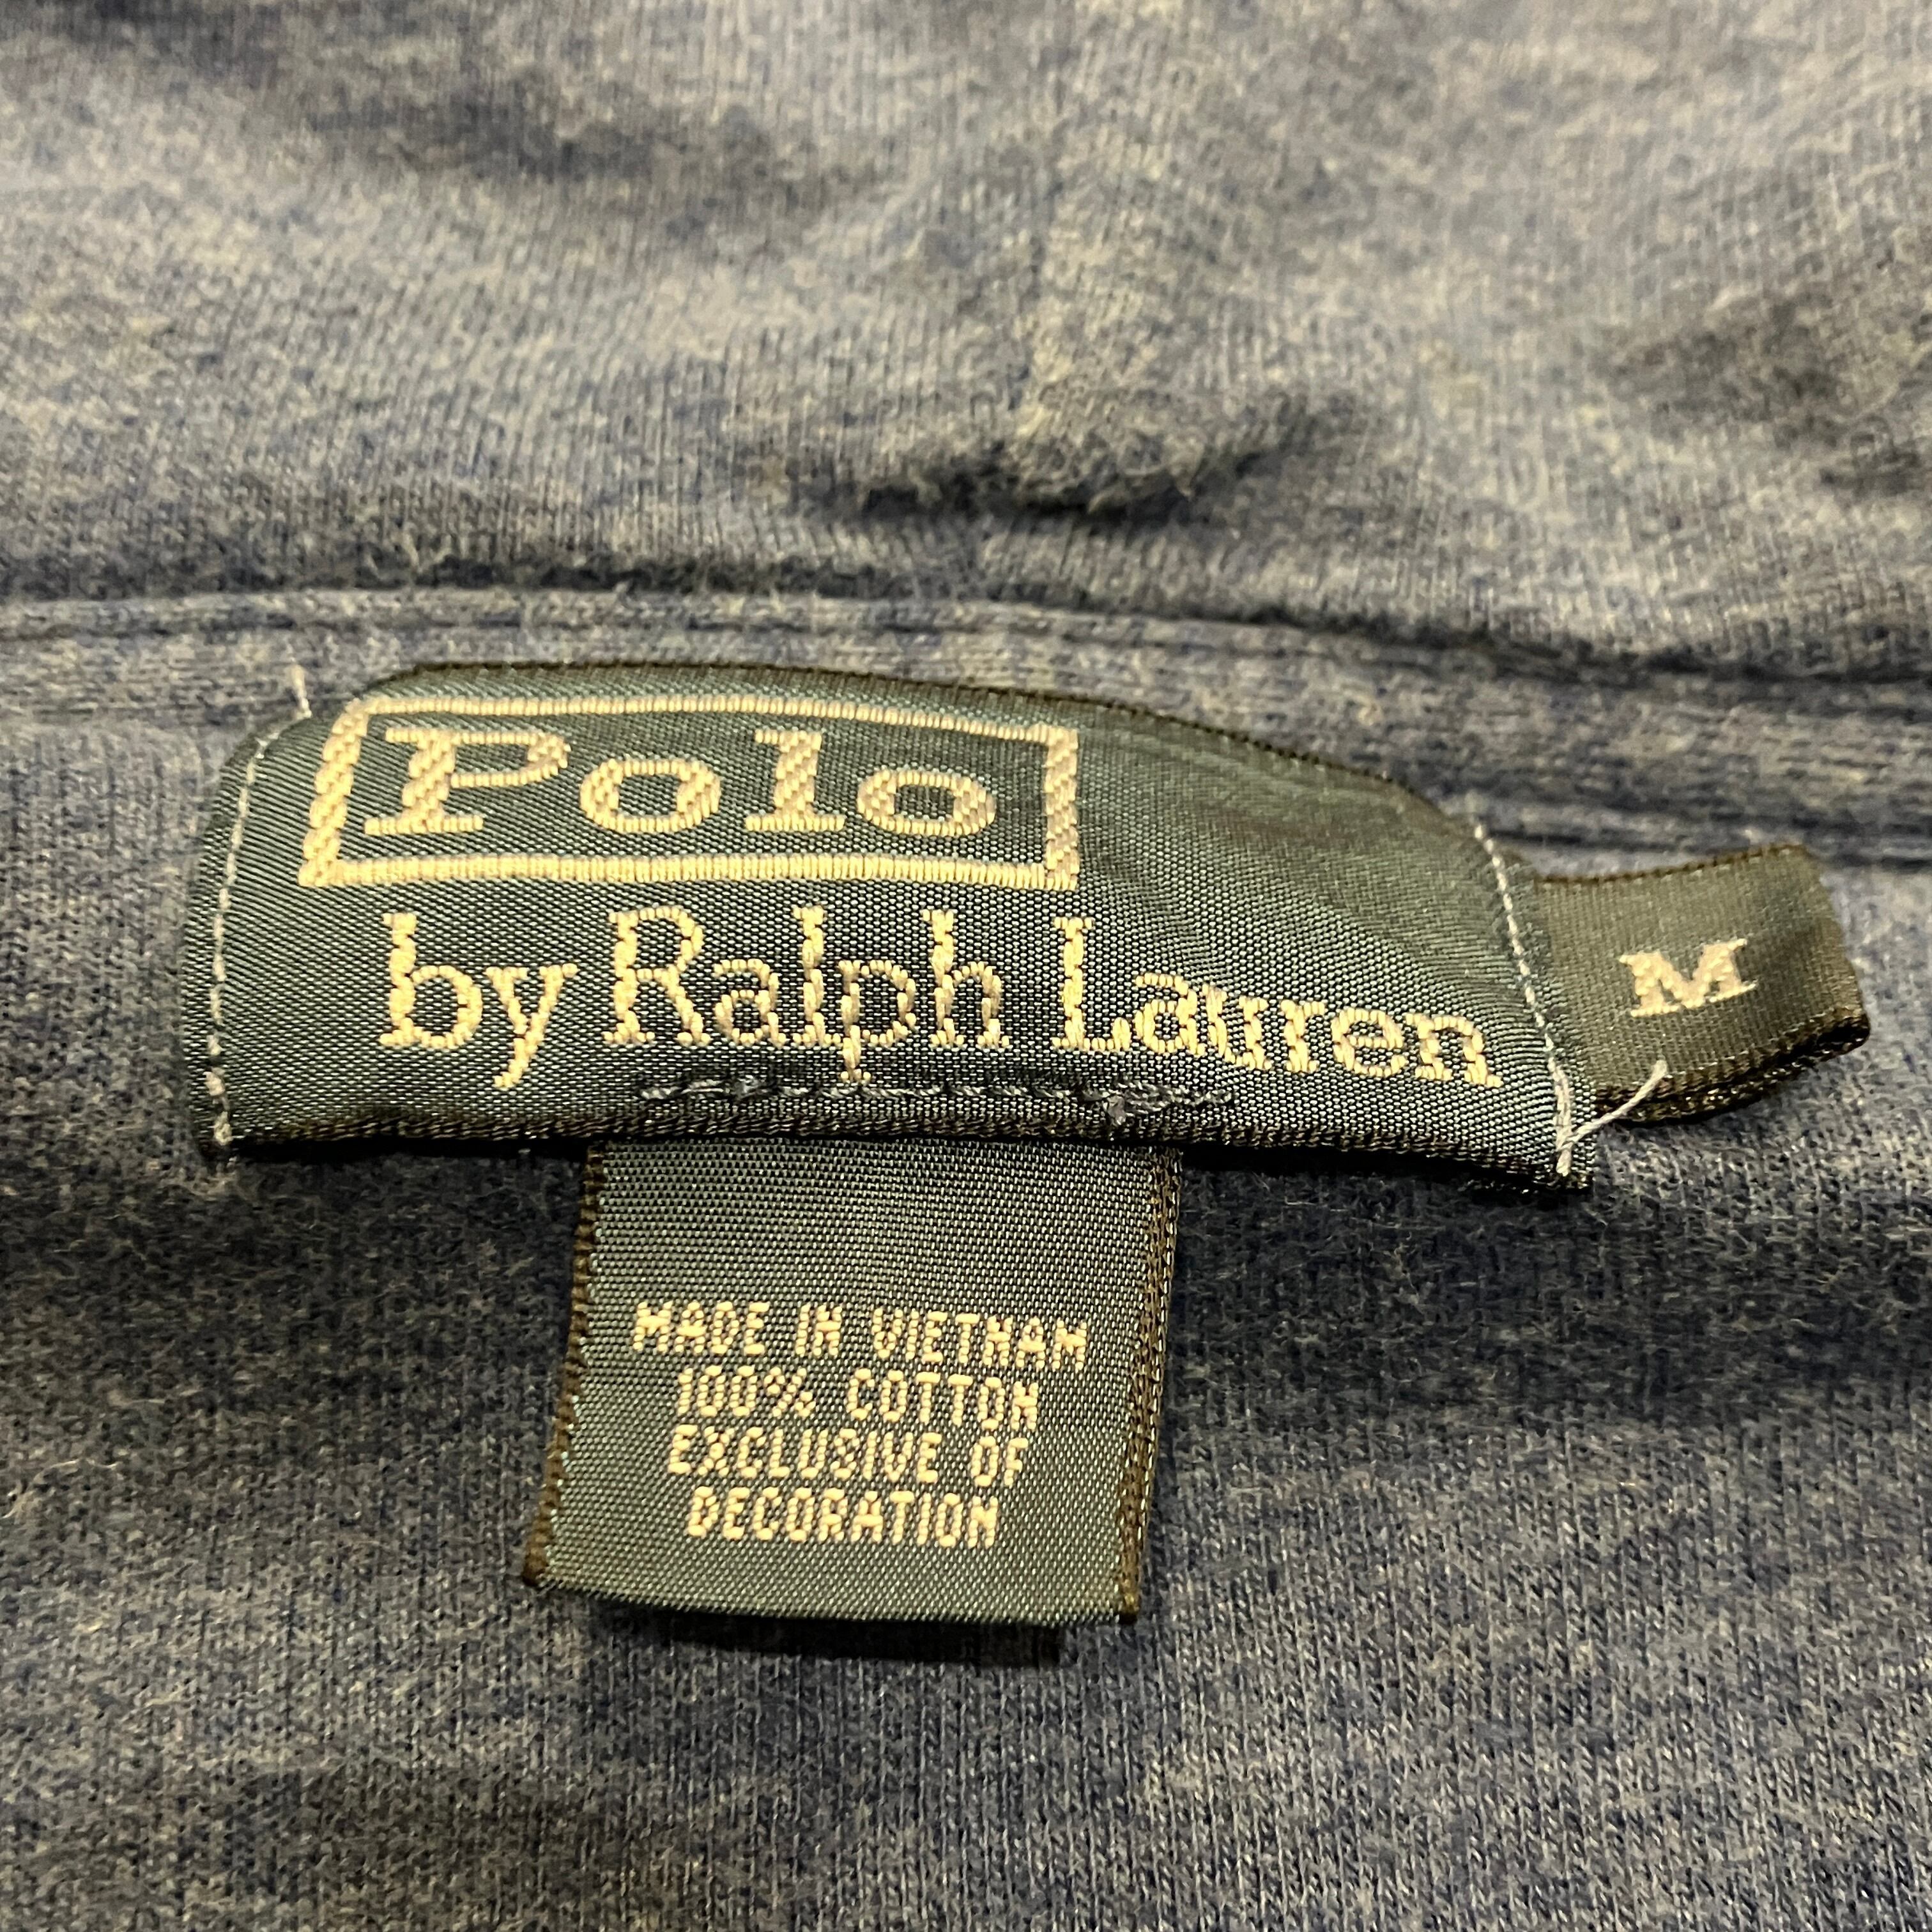 Polo
by Ralph Lauren
M
MADE IN VIETNAM
100% COTTON
EXCLUSIVE OF
DECORATION